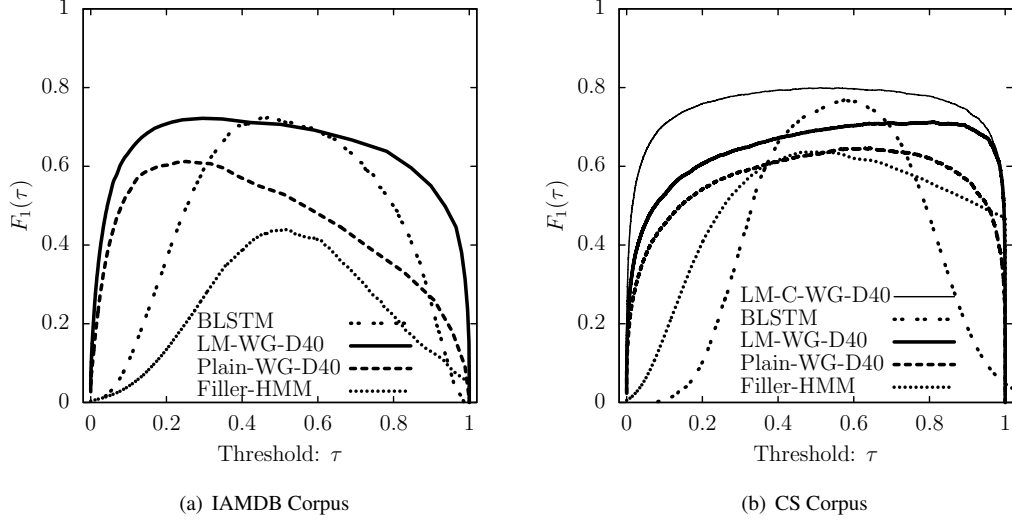 1
0.8
0.6
0.4
0.2
0
F₁(τ)
BLSTM
LM-WG-D40
Plain-WG-D40
Filler-HMM
0 0.2 0.4 0.6 0.8 1
Threshold: τ
(a) IAMDB Corpus
1
0.8
0.6
0.4
0.2
0
F₁(τ)
LM-C-WG-D40
BLSTM
LM-WG-D40
Plain-WG-D40
Filler-HMM
0 0.2 0.4 0.6 0.8 1
Threshold: τ
(b) CS Corpus